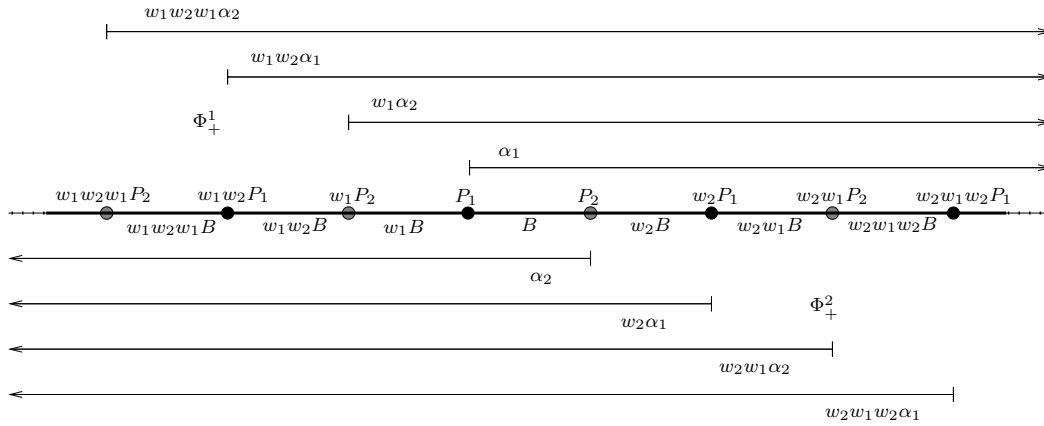 w₁w₂w₁α₂
w₁w₂α₁
w₁α₂
Φ¹₊
α₁
w₁w₂w₁P₂ w₁w₂P₁ w₁P₂ P₁ P₂ w₂P₁ w₂w₁P₂ w₂w₁w₂P₁
w₁w₂w₁B w₁w₂B w₁B B w₂B w₂w₁B w₂w₁w₂B
α₂
Φ²₊
w₂α₁
w₂w₁α₂
w₂w₁w₂α₁